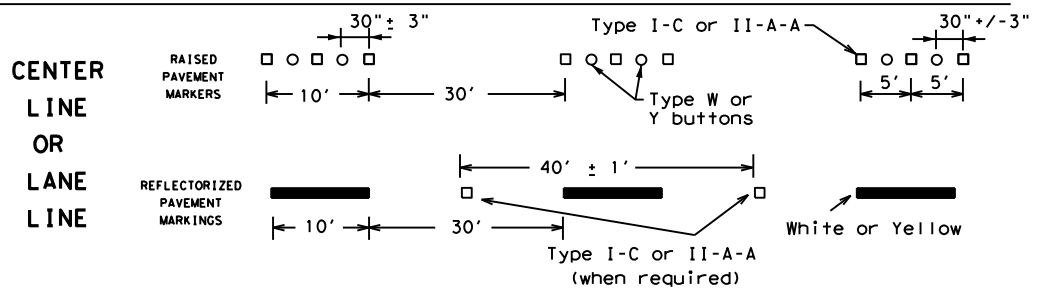 CENTER
LINE
OR
LANE
LINE
RAISED
PAVEMENT
MARKERS
30" ± 3"
10'
30'
Type I-C or II-A-A
Type W or
Y buttons
30"+/-3"
5'
5'
REFLECTORIZED
PAVEMENT
MARKINGS
10'
30'
40' ± 1'
Type I-C or II-A-A
(when required)
White or Yellow